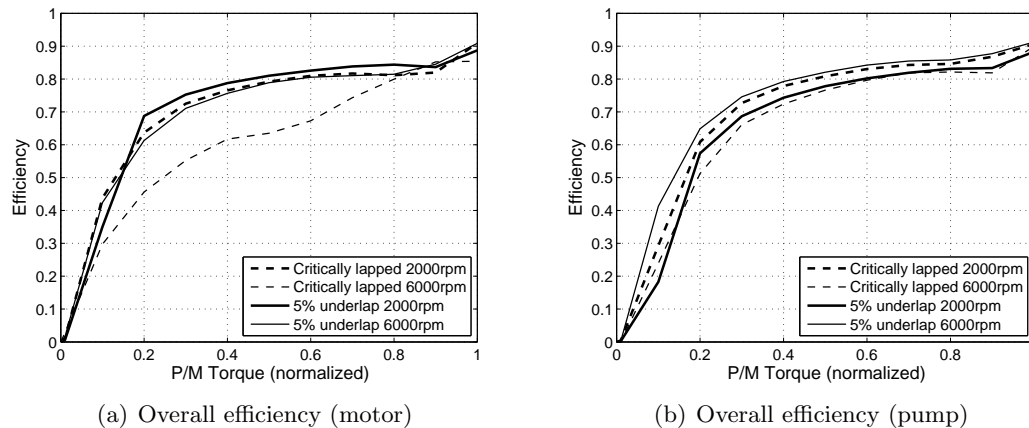 1
0.9
0.8
0.7
0.6
0.5
0.4
0.3
0.2
0.1
0
Efficiency
Critically lapped 2000rpm
Critically lapped 6000rpm
5% underlap 2000rpm
5% underlap 6000rpm
0 0.2 0.4 0.6 0.8 1
P/M Torque (normalized)
(a) Overall efficiency (motor)
1
0.9
0.8
0.7
0.6
0.5
0.4
0.3
0.2
0.1
0
Efficiency
Critically lapped 2000rpm
Critically lapped 6000rpm
5% underlap 2000rpm
5% underlap 6000rpm
0 0.2 0.4 0.6 0.8 1
P/M Torque (normalized)
(b) Overall efficiency (pump)